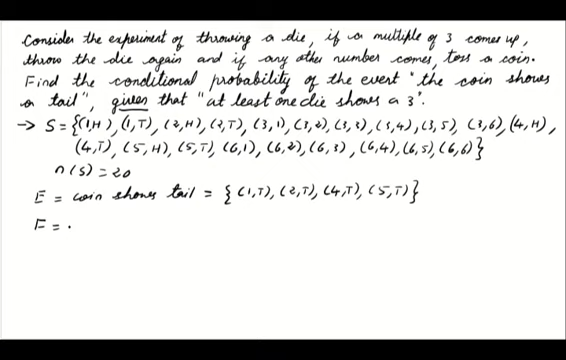 Consider the experiment of throwing a die, if a multiple of 3 comes up,
throw the die again and if any other number comes, toss a coin.
Find the conditional probability of the event "the coin shows
a tail", given that "at least one die shows a 3".
→ S = {(1,H), (1,T), (2,H), (2,T), (3,1), (3,2), (3,3), (3,4), (3,5), (3,6), (4,H),
(4,T), (5,H), (5,T), (6,1), (6,2), (6,3), (6,4), (6,5), (6,6)}
n(S) = 20
E = coin shows tail = {(1,T), (2,T), (4,T), (5,T)}
F = .